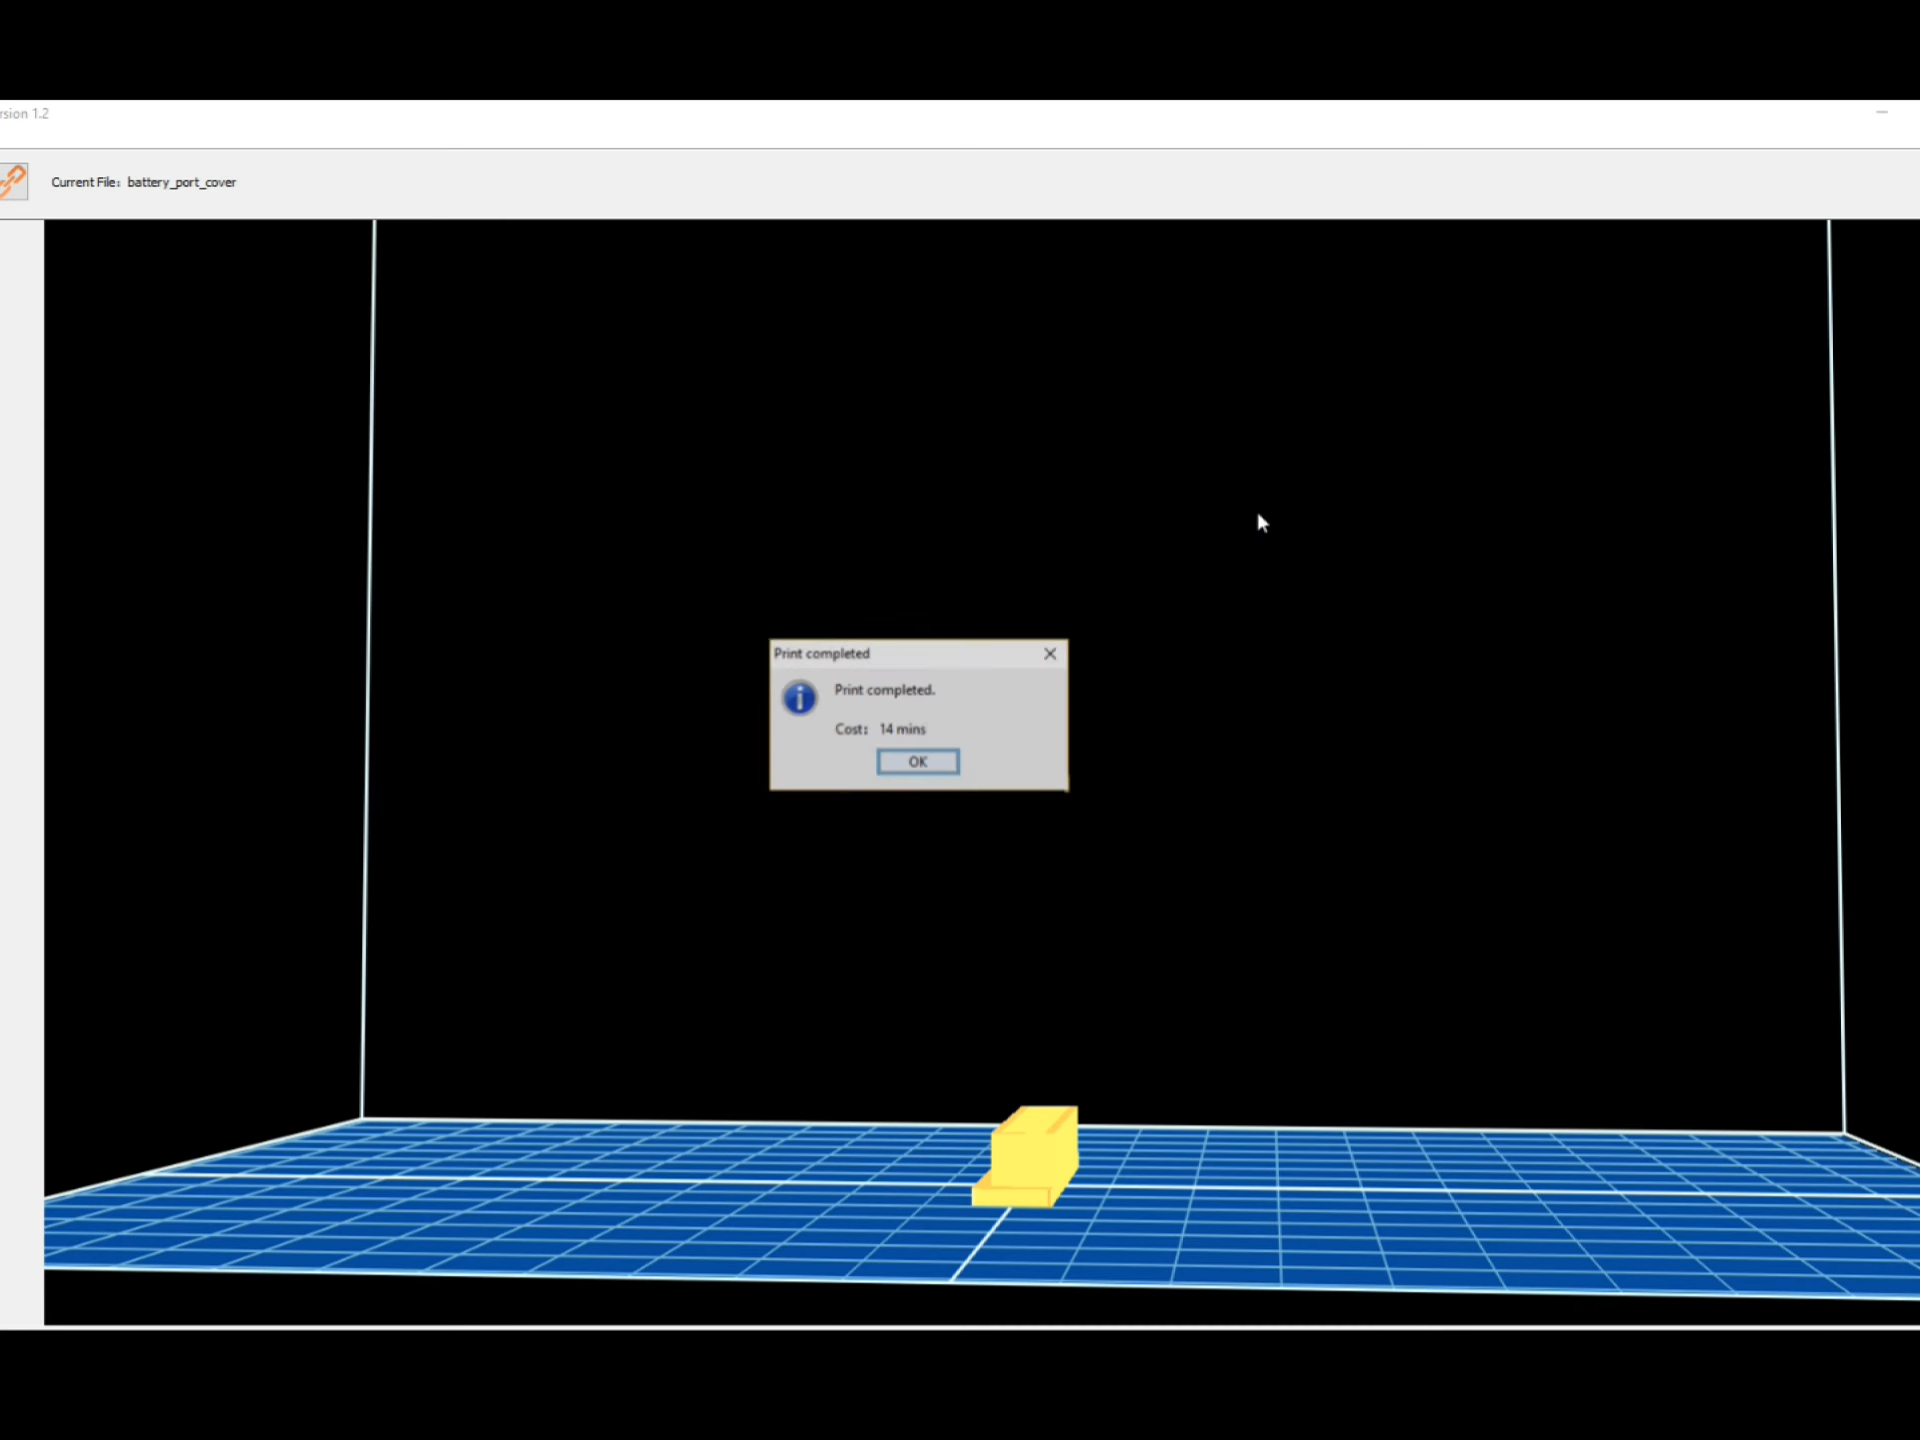 rsion 1.2
Current File: battery_port_cover
Print completed
Print completed.
Cost: 14 mins
OK